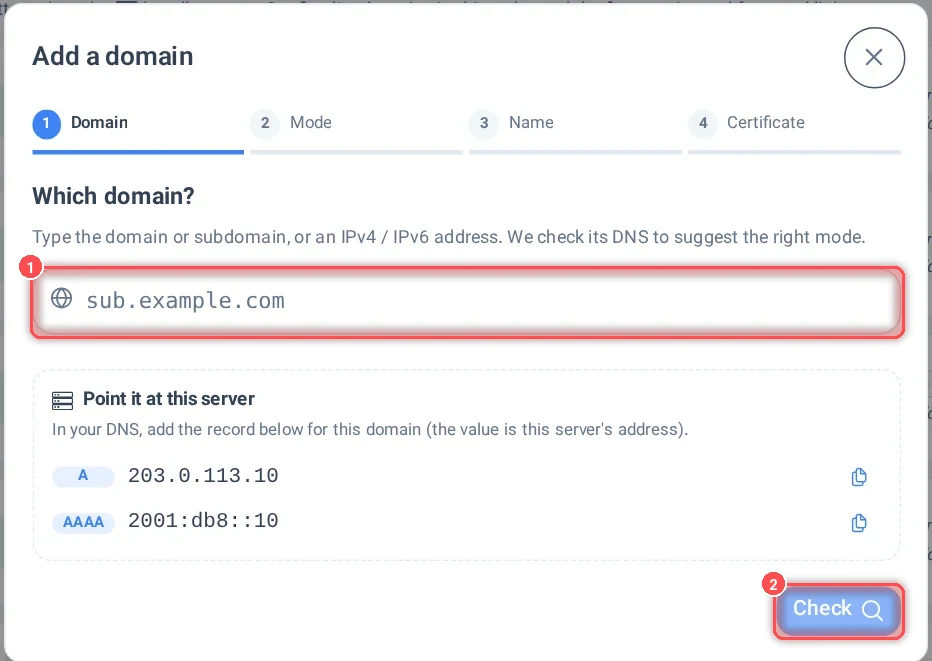 Add a domain
1 Domain
2 Mode
3 Name
4 Certificate
Which domain?
Type the domain or subdomain, or an IPv4 / IPv6 address. We check its DNS to suggest the right mode.
1
sub.example.com
Point it at this server
In your DNS, add the record below for this domain (the value is this server's address).
A 203.0.113.10
AAAA 2001:db8::10
2
Check